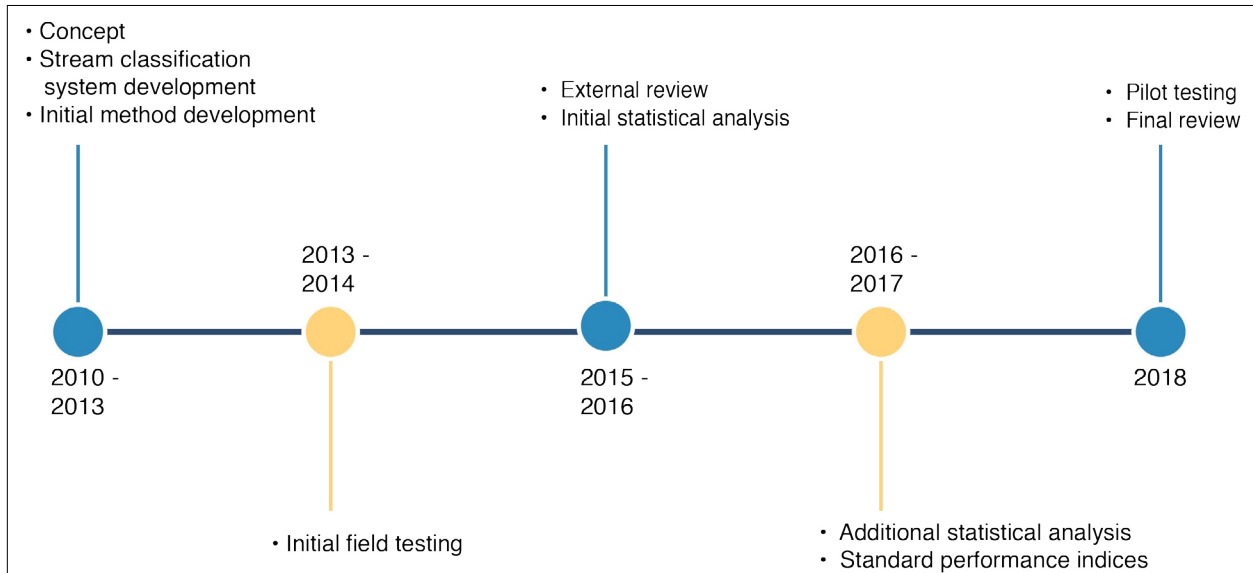 • Concept
• Stream classification
system development
• Initial method development
• External review
• Initial statistical analysis
• Pilot testing
• Final review
2013 -
2014
2016 -
2017
2010 -
2013
2015 -
2016
2018
• Initial field testing
• Additional statistical analysis
• Standard performance indices